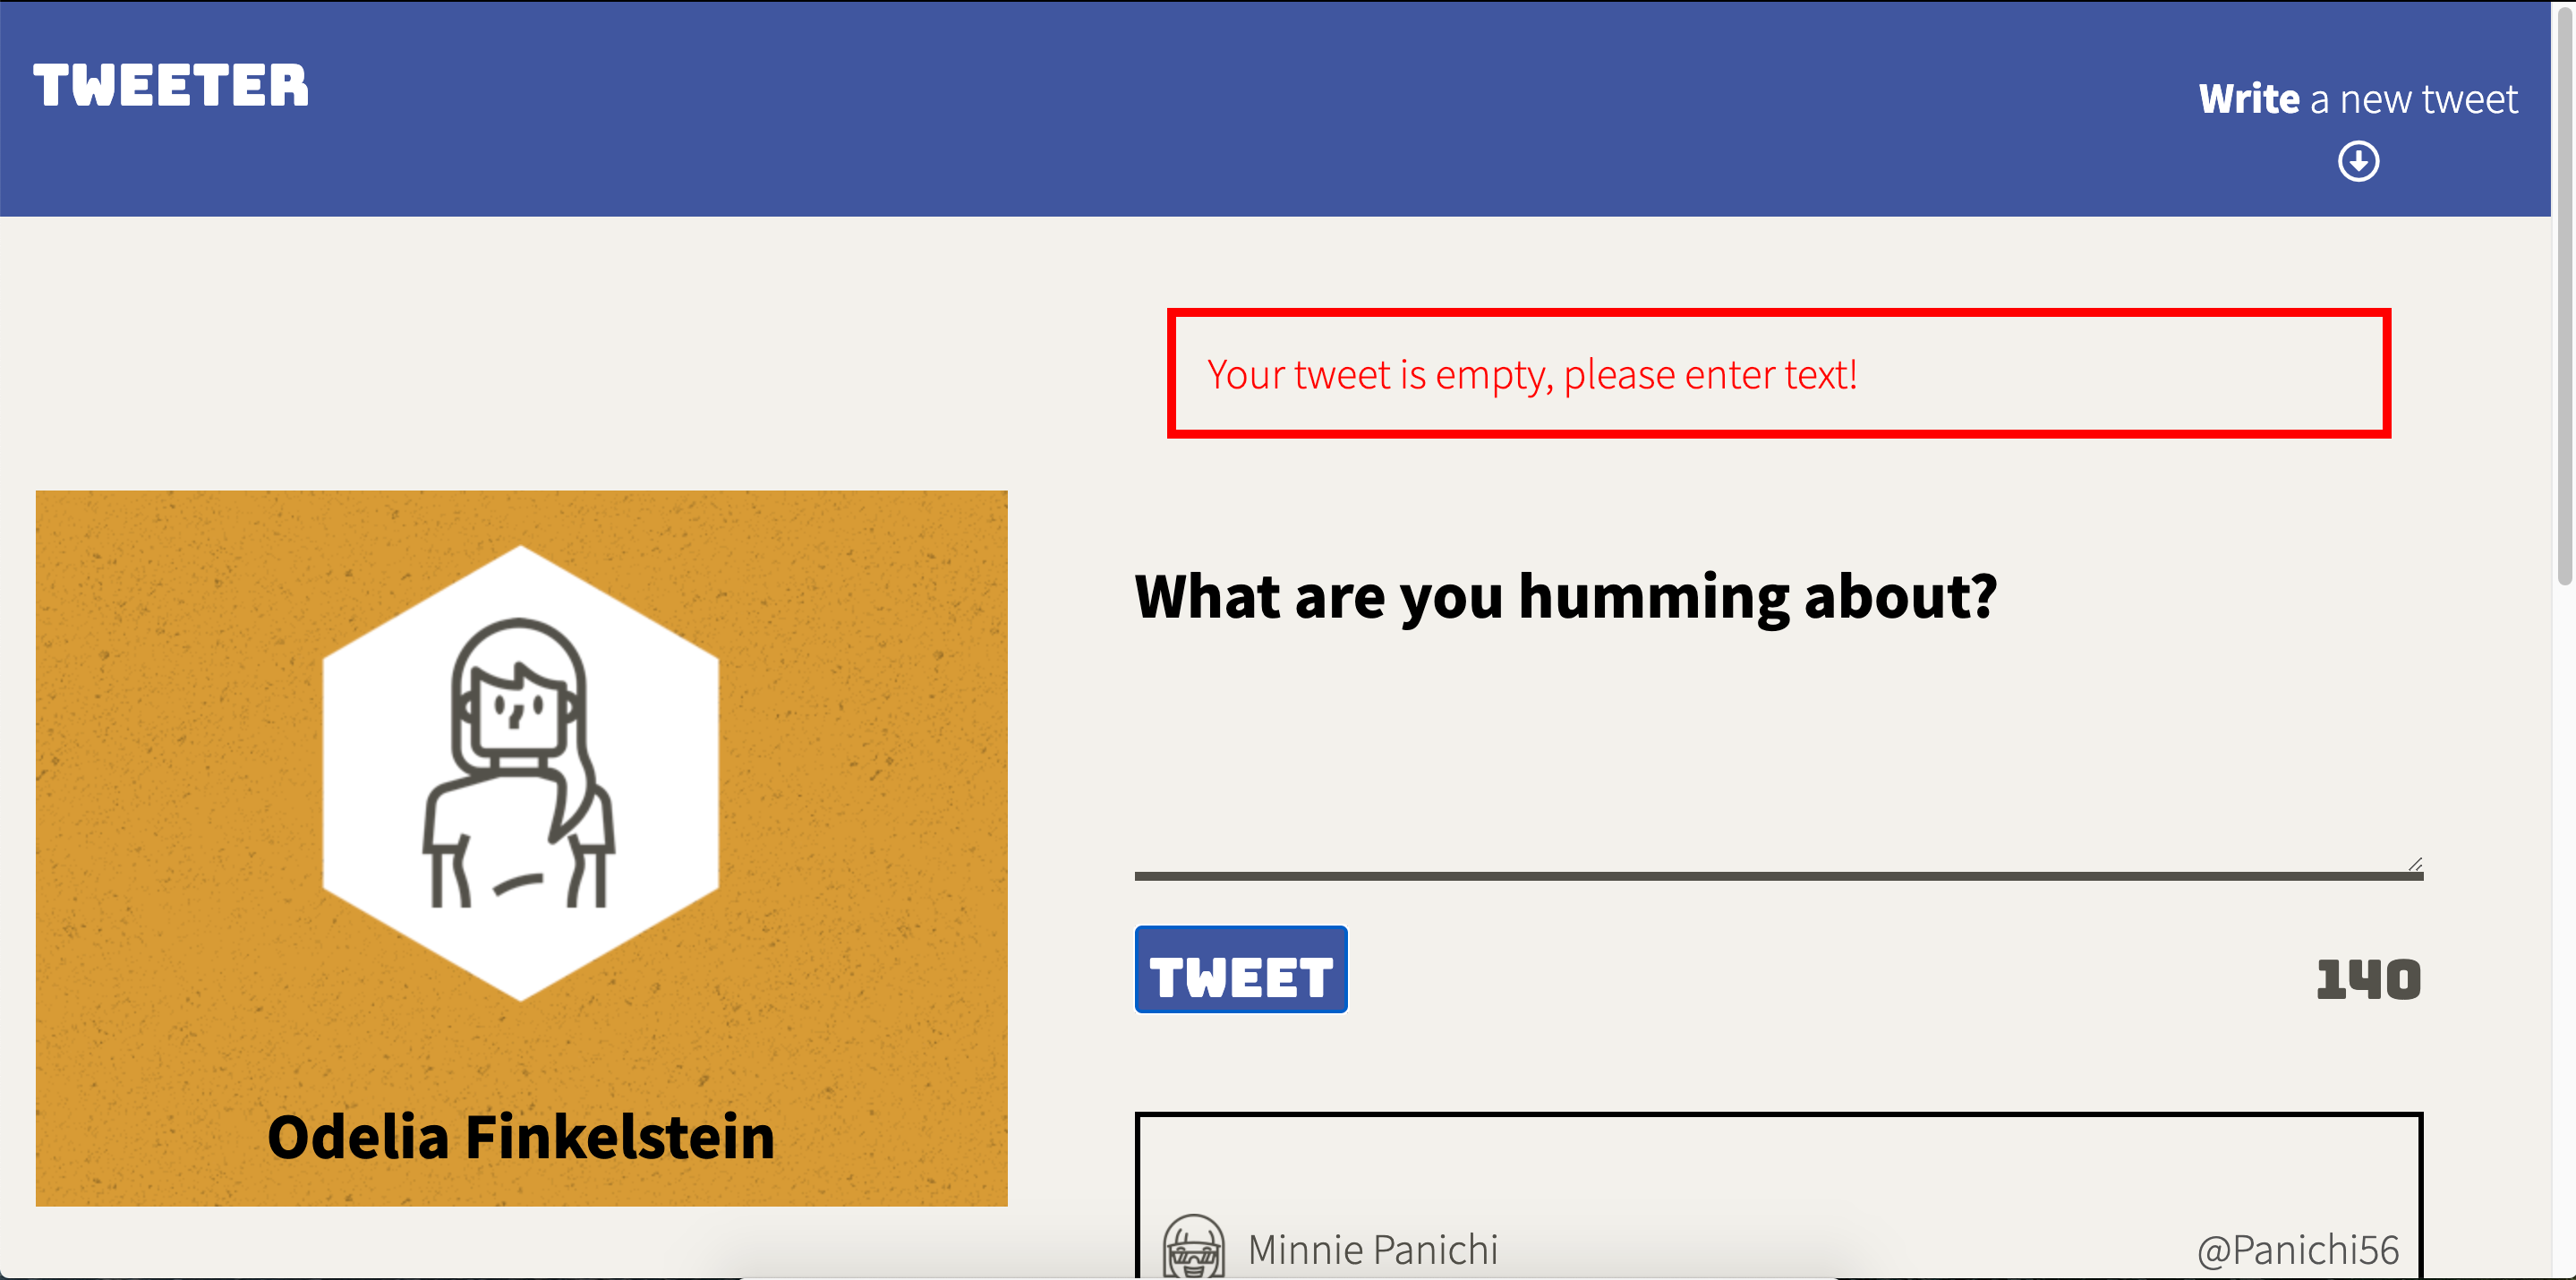 TWEETER
Write a new tweet
Your tweet is empty, please enter text!
What are you humming about?
TWEET
140
Odelia Finkelstein
Minnie Panichi
@Panichi56